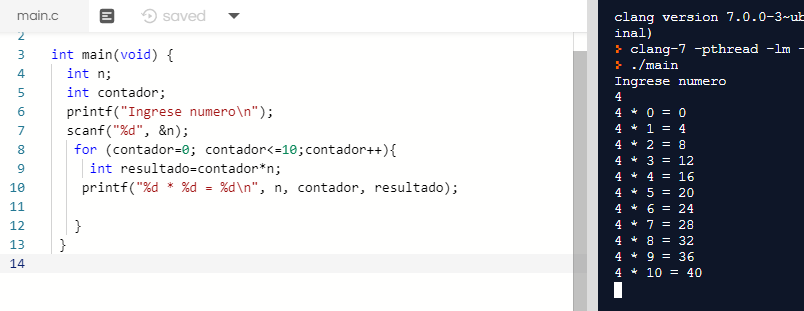 main.c
saved
2
3 int main(void) {
4 int n;
5 int contador;
6 printf("Ingrese numero\n");
7 scanf("%d", &n);
8 for (contador=0; contador<=10;contador++){
9 int resultado=contador*n;
10 printf("%d * %d = %d\n", n, contador, resultado);
11
12 }
13 }
14
clang version 7.0.0-3~ub
inal)
> clang-7 -pthread -lm -
> ./main
Ingrese numero
4
4 * 0 = 0
4 * 1 = 4
4 * 2 = 8
4 * 3 = 12
4 * 4 = 16
4 * 5 = 20
4 * 6 = 24
4 * 7 = 28
4 * 8 = 32
4 * 9 = 36
4 * 10 = 40